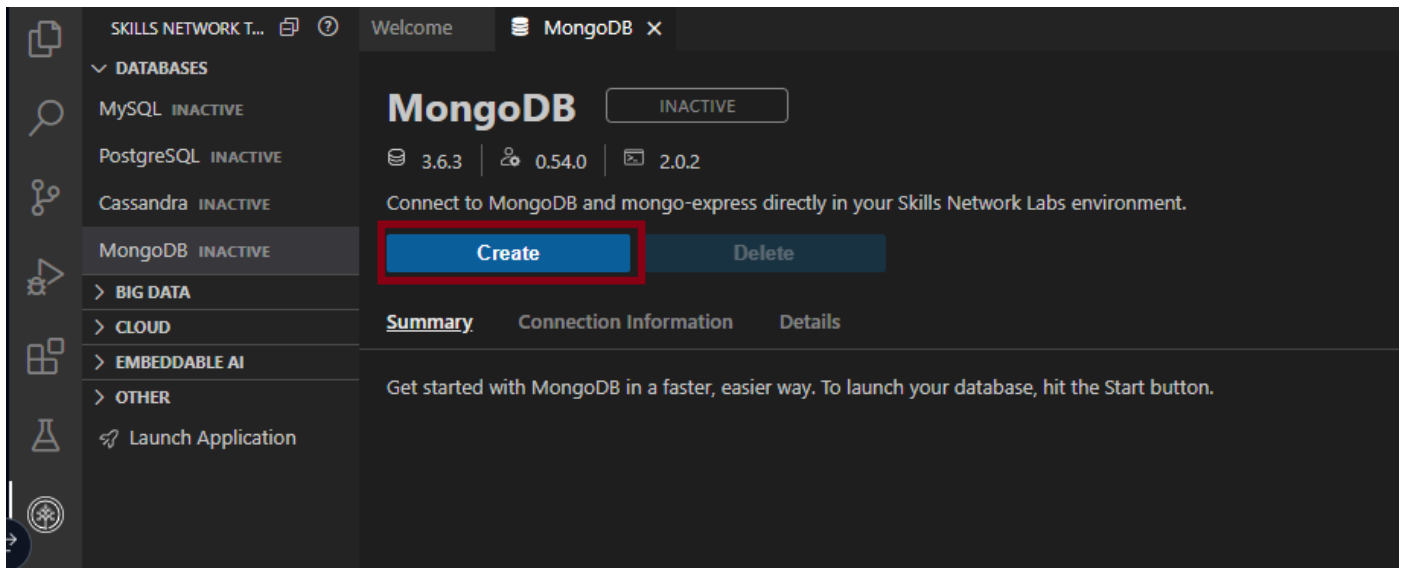 SKILLS NETWORK T...
DATABASES
MySQL INACTIVE
PostgreSQL INACTIVE
Cassandra INACTIVE
MongoDB INACTIVE
BIG DATA
CLOUD
EMBEDDABLE AI
OTHER
Launch Application
Welcome
MongoDB
MongoDB INACTIVE
3.6.3 0.54.0 2.0.2
Connect to MongoDB and mongo-express directly in your Skills Network Labs environment.
Create Delete
Summary Connection Information Details
Get started with MongoDB in a faster, easier way. To launch your database, hit the Start button.